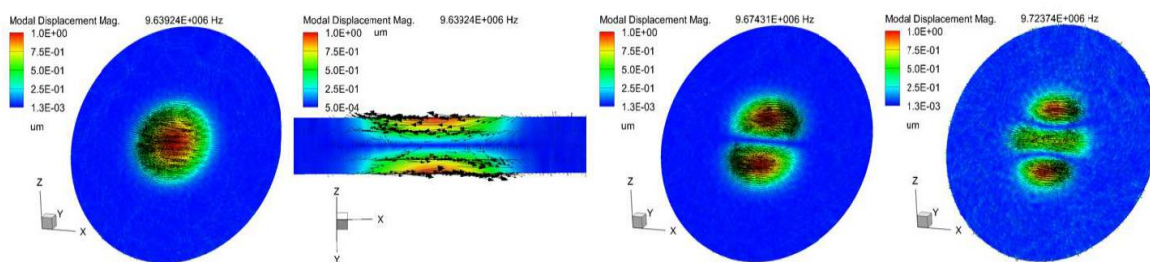 Modal Displacement Mag. 9.63924E+006 Hz
1.0E+00
7.5E-01
5.0E-01
2.5E-01
1.3E-03
um
Z
Y
X
Modal Displacement Mag. 9.63924E+006 Hz
um
1.0E+00
7.5E-01
5.0E-01
2.5E-01
5.0E-04
Z
X
Y
Modal Displacement Mag. 9.67431E+006 Hz
1.0E+00
7.5E-01
5.0E-01
2.5E-01
1.3E-03
um
Z
Y
X
Modal Displacement Mag. 9.72374E+006 Hz
1.0E+00
7.5E-01
5.0E-01
2.5E-01
1.3E-03
um
Z
Y
X